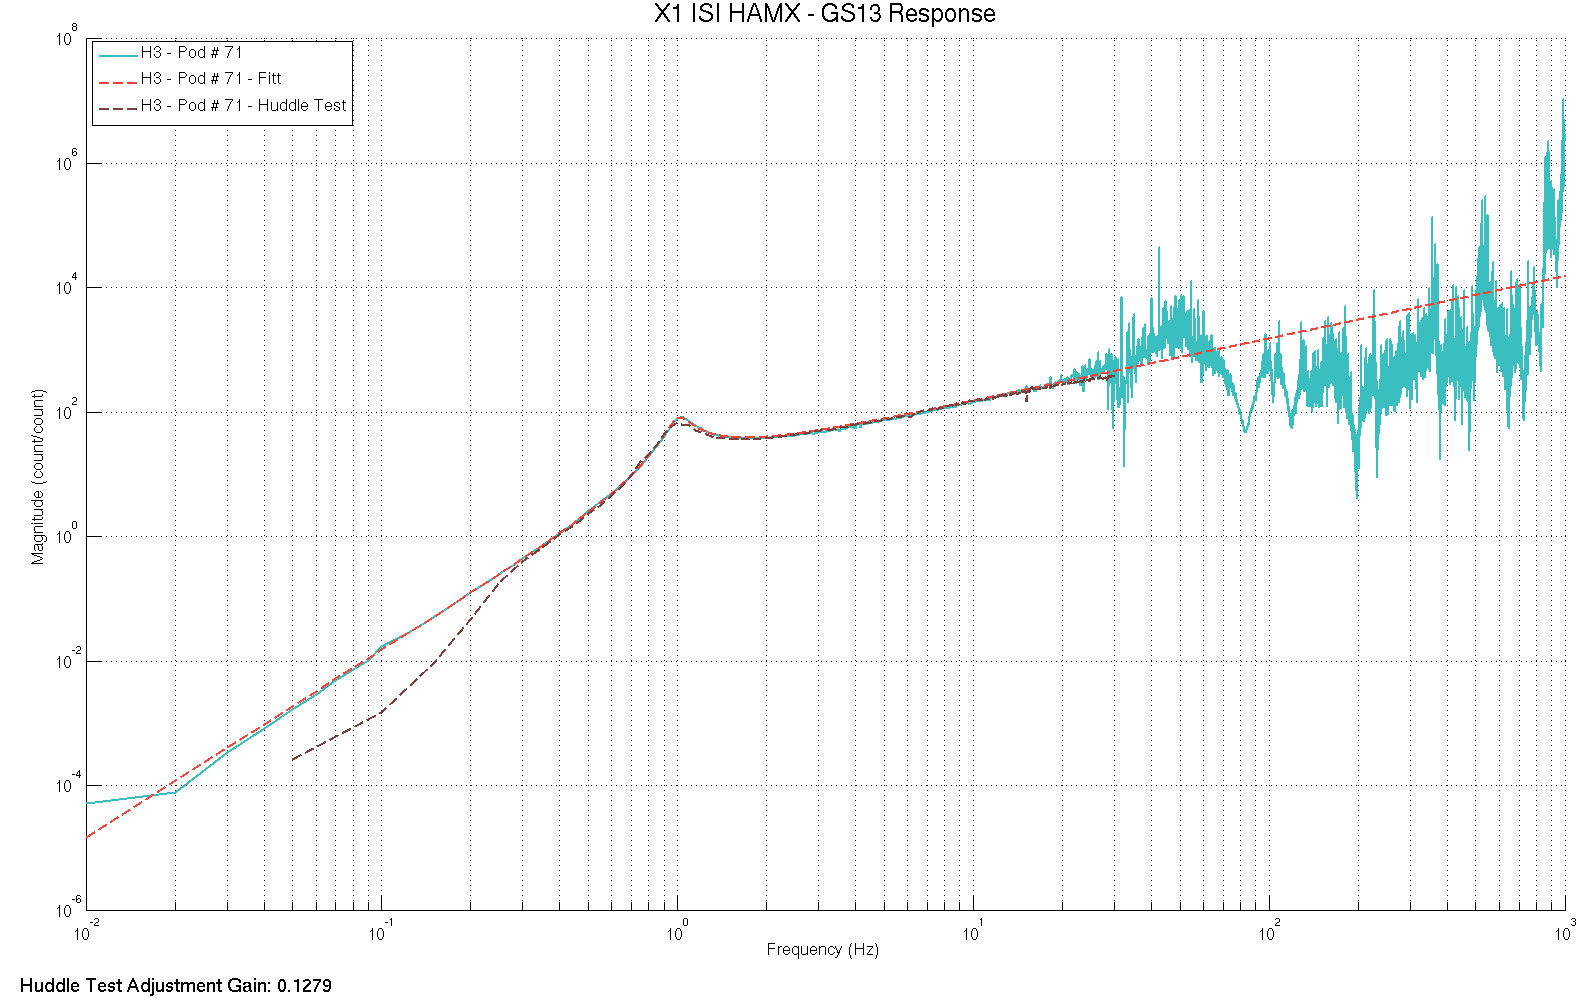 X1 ISI HAMX - GS13 Response
H3 - Pod # 71
H3 - Pod # 71 - Fitt
H3 - Pod # 71 - Huddle Test
10^8
10^6
10^4
10^2
10^0
10^-2
10^-4
10^-6
Magnitude (count/count)
10^-2 10^-1 10^0 10^1 10^2 10^3
Frequency (Hz)
Huddle Test Adjustment Gain: 0.1279